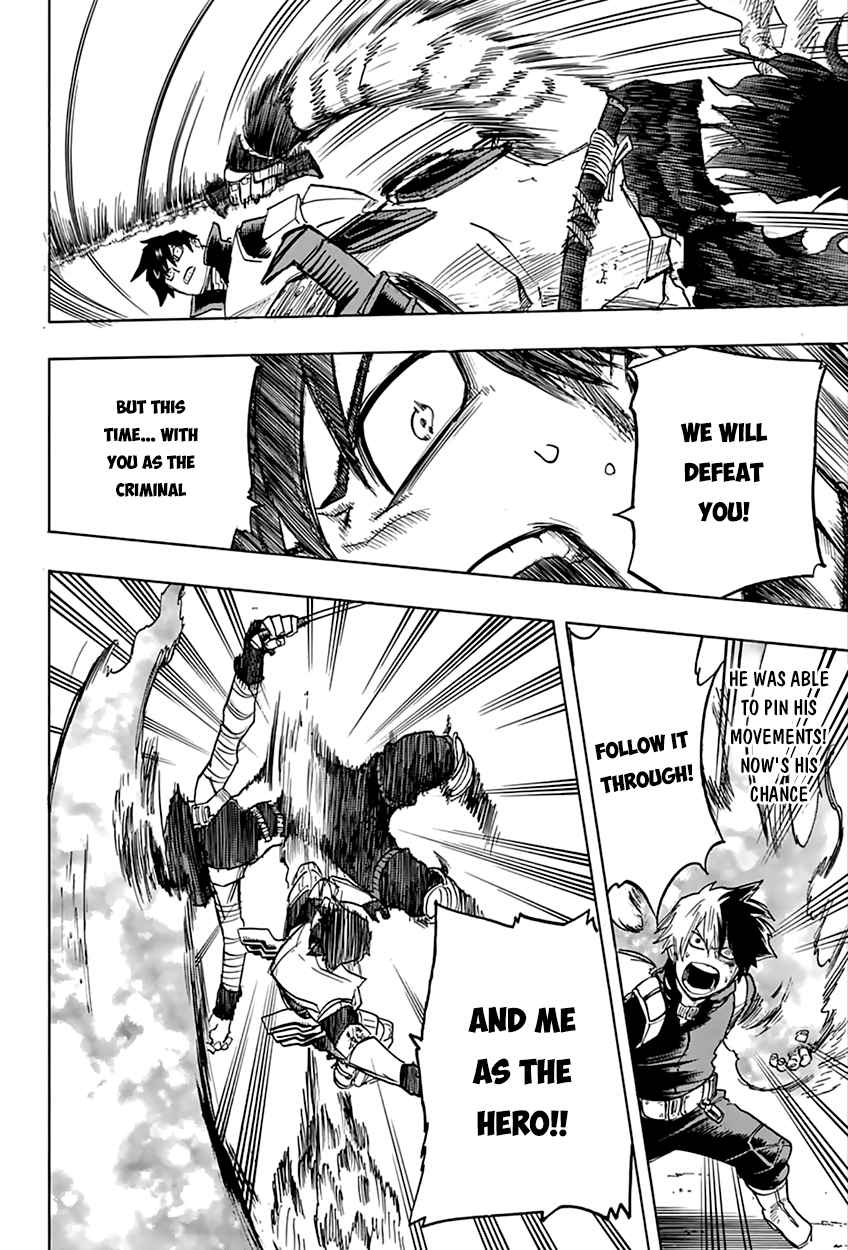 WE WILL
DEFEAT
YOU!
BUT THIS
TIME... WITH
YOU AS THE
CRIMINAL
HE WAS ABLE
TO PIN HIS
MOVEMENTS!
NOW'S HIS
CHANCE
FOLLOW IT
THROUGH!
AND ME
AS THE
HERO!!